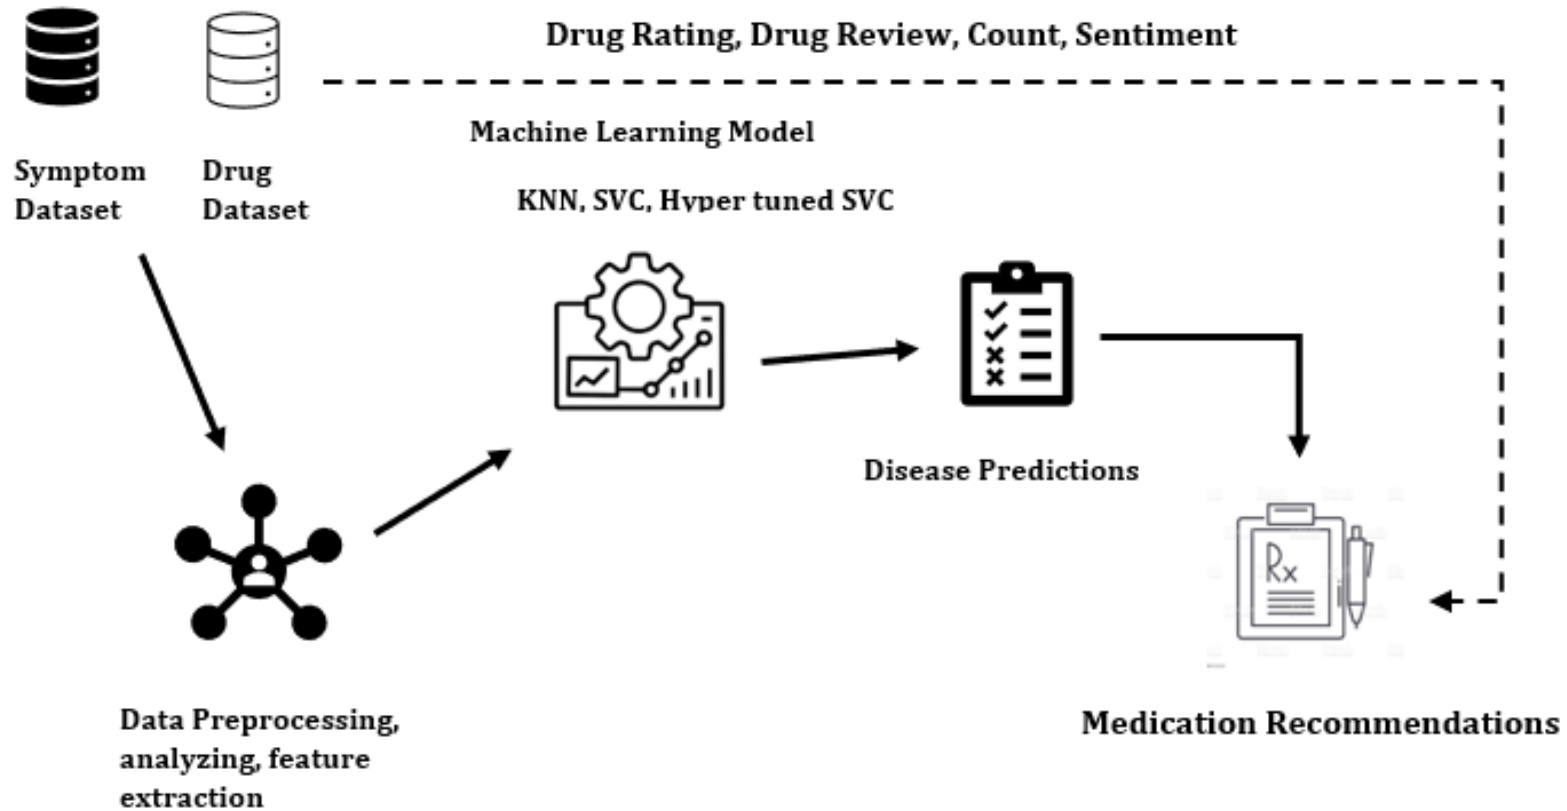 Drug Rating, Drug Review, Count, Sentiment
Machine Learning Model
Symptom
Dataset
Drug
Dataset
KNN, SVC, Hyper tuned SVC
Disease Predictions
Rx
Medication Recommendations
Data Preprocessing,
analyzing, feature
extraction